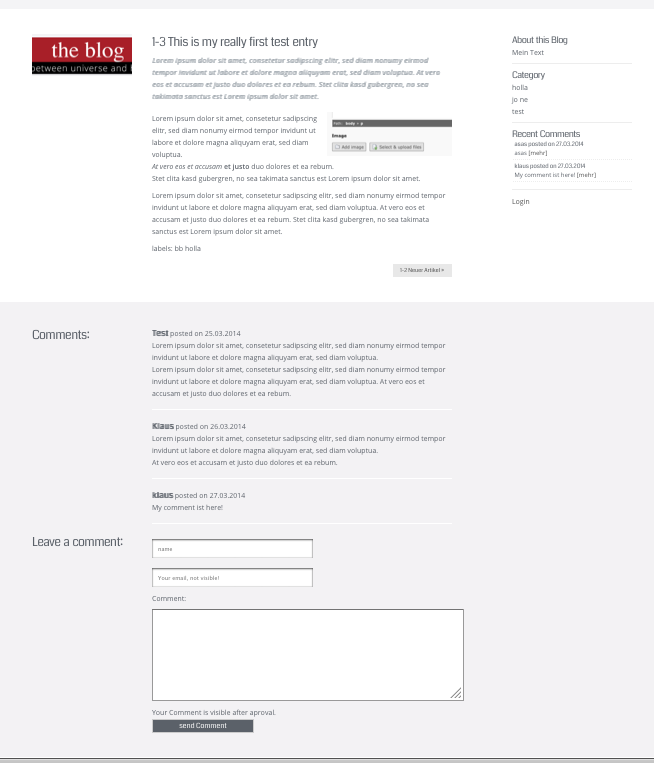 the blog
between universe and
1-3 This is my really first test entry
Lorem ipsum dolor sit amet, consetetur sadipscing elitr, sed diam nonumy eirmod
tempor invidunt ut labore et dolore magna aliquyam erat, sed diam voluptua. At vero
eos et accusam et justo duo dolores et ea rebum. Stet clita kasd gubergren, no sea
takimata sanctus est Lorem ipsum dolor sit amet.
Lorem ipsum dolor sit amet, consetetur sadipscing
elitr, sed diam nonumy eirmod tempor invidunt ut
labore et dolore magna aliquyam erat, sed diam
voluptua.
Path: body » p
Image
Add image
Select & upload files
At vero eos et accusam et justo duo dolores et ea rebum.
Stet clita kasd gubergren, no sea takimata sanctus est Lorem ipsum dolor sit amet.
Lorem ipsum dolor sit amet, consetetur sadipscing elitr, sed diam nonumy eirmod tempor
invidunt ut labore et dolore magna aliquyam erat, sed diam voluptua. At vero eos et
accusam et justo duo dolores et ea rebum. Stet clita kasd gubergren, no sea takimata
sanctus est Lorem ipsum dolor sit amet.
labels: bb holla
1-2 Neuer Artikel »
About this Blog
Mein Text
Category
holla
jo ne
test
Recent Comments
asas posted on 27.03.2014
asas [mehr]
klaus posted on 27.03.2014
My comment ist here! [mehr]
Login
Comments:
Test posted on 25.03.2014
Lorem ipsum dolor sit amet, consetetur sadipscing elitr, sed diam nonumy eirmod tempor
invidunt ut labore et dolore magna aliquyam erat, sed diam voluptua.
Lorem ipsum dolor sit amet, consetetur sadipscing elitr, sed diam nonumy eirmod tempor
invidunt ut labore et dolore magna aliquyam erat, sed diam voluptua. At vero eos et
accusam et justo duo dolores et ea rebum.
Klaus posted on 26.03.2014
Lorem ipsum dolor sit amet, consetetur sadipscing elitr, sed diam nonumy eirmod tempor
invidunt ut labore et dolore magna aliquyam erat, sed diam voluptua.
At vero eos et accusam et justo duo dolores et ea rebum.
klaus posted on 27.03.2014
My comment ist here!
Leave a comment:
name
Your email, not visible!
Comment:
Your Comment is visible after aproval.
send Comment